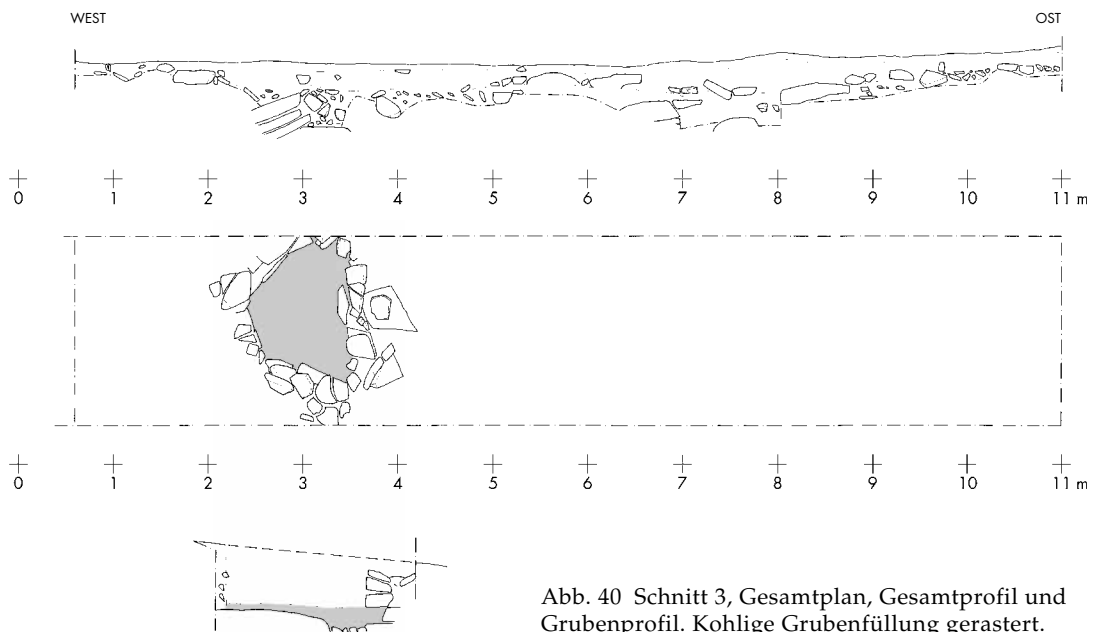 WEST OST
0 1 2 3 4 5 6 7 8 9 10 11 m
0 1 2 3 4 5 6 7 8 9 10 11 m
Abb. 40 Schnitt 3, Gesamtplan, Gesamtprofil und
Grubenprofil. Kohlige Grubenfüllung gerastert.